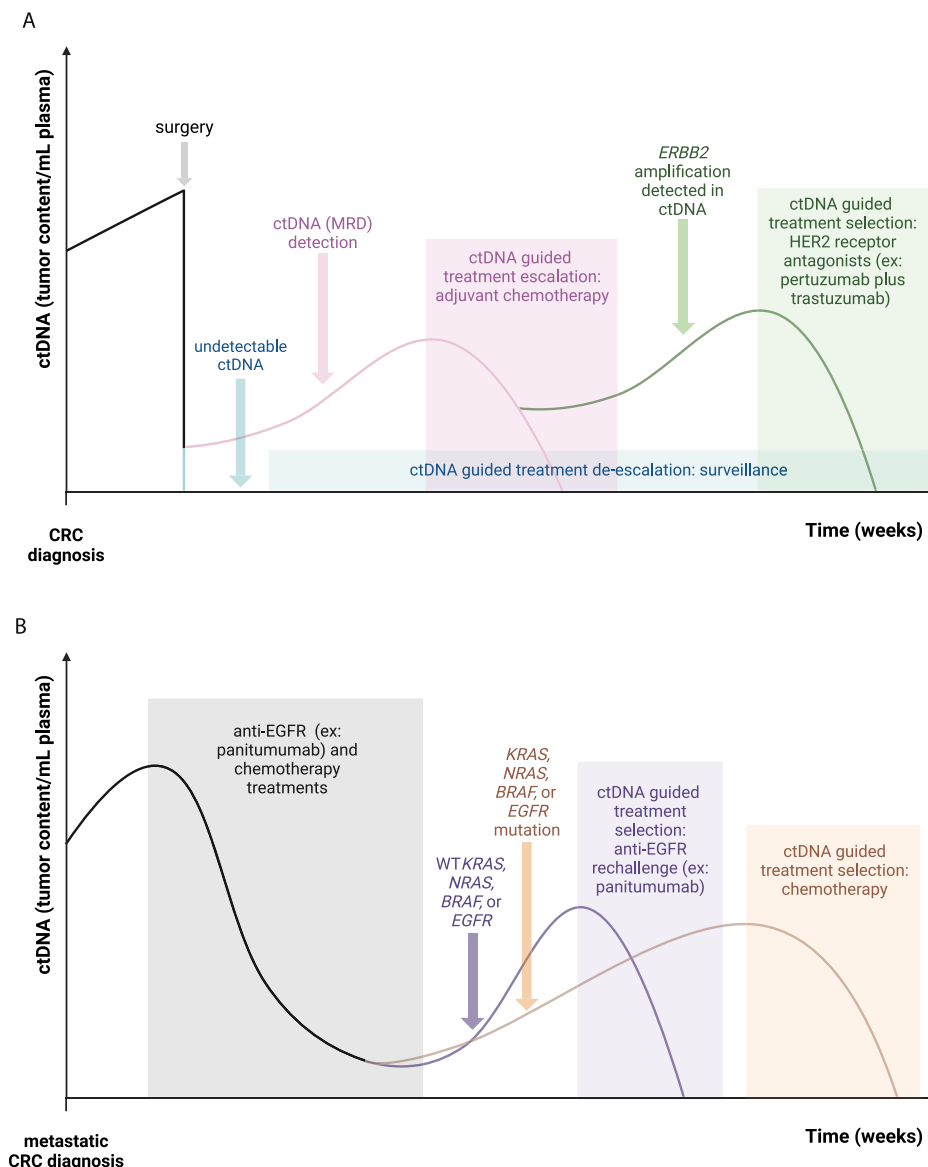 A
ctDNA (tumor content/mL plasma)
surgery
undetectable
ctDNA
ctDNA (MRD)
detection
ctDNA guided
treatment escalation:
adjuvant chemotherapy
ERBB2
amplification
detected in
ctDNA
ctDNA guided
treatment selection:
HER2 receptor
antagonists (ex:
pertuzumab plus
trastuzumab)
ctDNA guided treatment de-escalation: surveillance
CRC
diagnosis
Time (weeks)
B
ctDNA (tumor content/mL plasma)
anti-EGFR (ex:
panitumumab) and
chemotherapy
treatments
WT KRAS,
NRAS,
BRAF, or
EGFR
KRAS,
NRAS,
BRAF, or
EGFR
mutation
ctDNA guided
treatment
selection:
anti-EGFR
rechallenge (ex:
panitumumab)
ctDNA guided
treatment selection:
chemotherapy
metastatic
CRC diagnosis
Time (weeks)